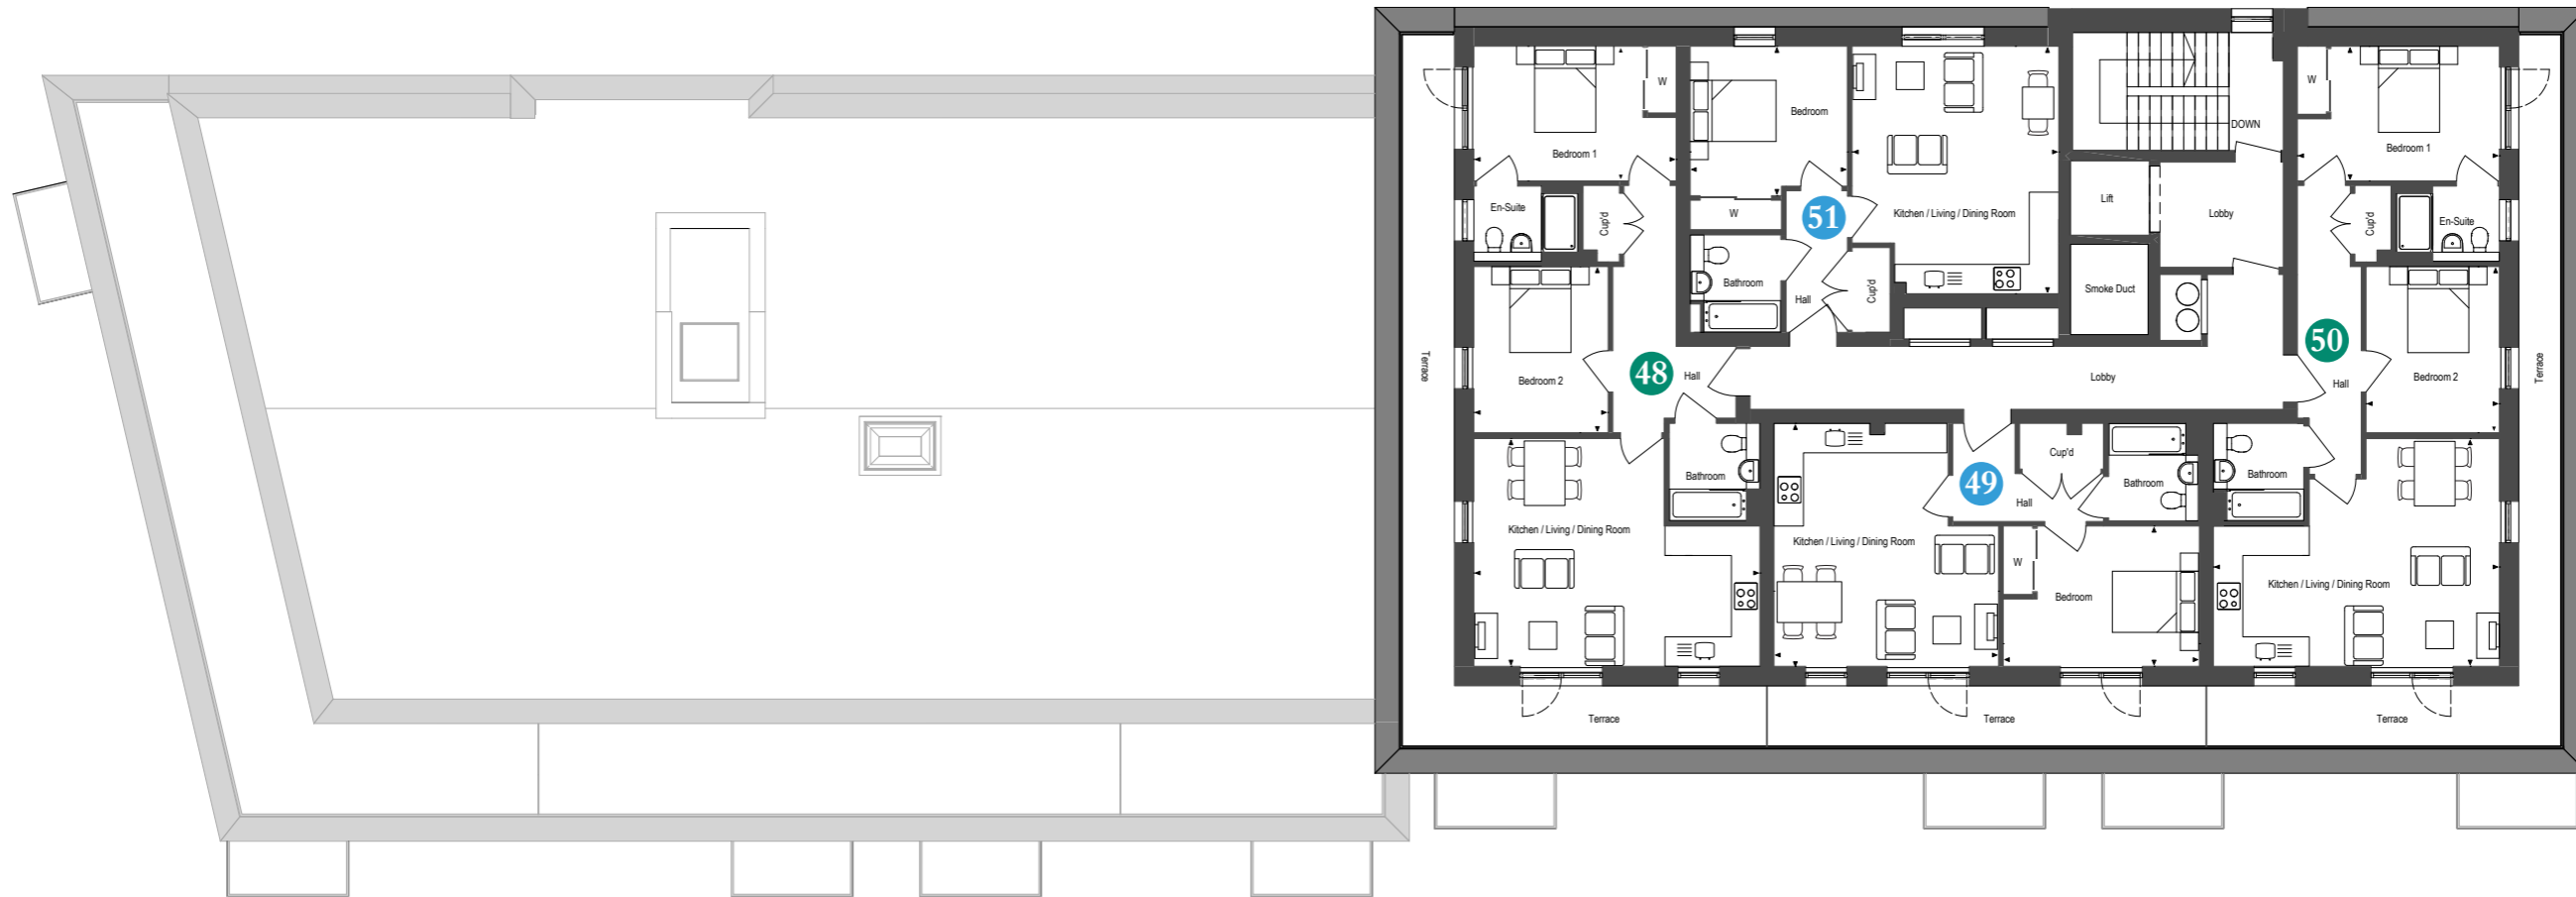 W
Bedroom 1
En-Suite
Cup'd
Terrace
Bedroom 2
48
Hall
Kitchen / Living / Dining Room
Bathroom
Terrace
Bedroom
W
51
Kitchen / Living / Dining Room
Bathroom
Hall
Cup'd
DOWN
Lift
Lobby
Smoke Duct
Lobby
Kitchen / Living / Dining Room
49
Hall
Cup'd
Bathroom
W
Bedroom
Terrace
W
Bedroom 1
Cup'd
En-Suite
50
Hall
Bedroom 2
Terrace
Bathroom
Kitchen / Living / Dining Room
Terrace